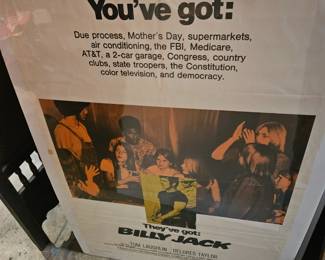 You've got:
Due process, Mother's Day, supermarkets,
air conditioning, the FBI, Medicare,
AT&T, a 2-car garage, Congress, country
clubs, state troopers, the Constitution,
color television, and democracy.
They've got:
BILLY JACK
TOM LAUGHLIN · DELORES TAYLOR